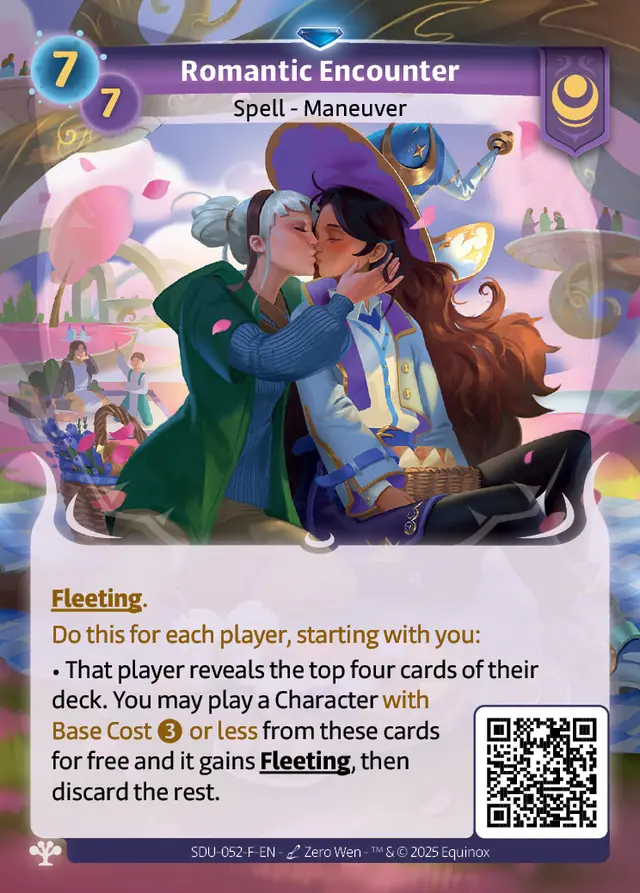 7
7
Romantic Encounter
Spell - Maneuver
Fleeting.
Do this for each player, starting with you:
• That player reveals the top four cards of their
deck. You may play a Character with
Base Cost 3 or less from these cards
for free and it gains Fleeting, then
discard the rest.
SDU-052-F-EN - Zero Wen - ™ & © 2025 Equinox